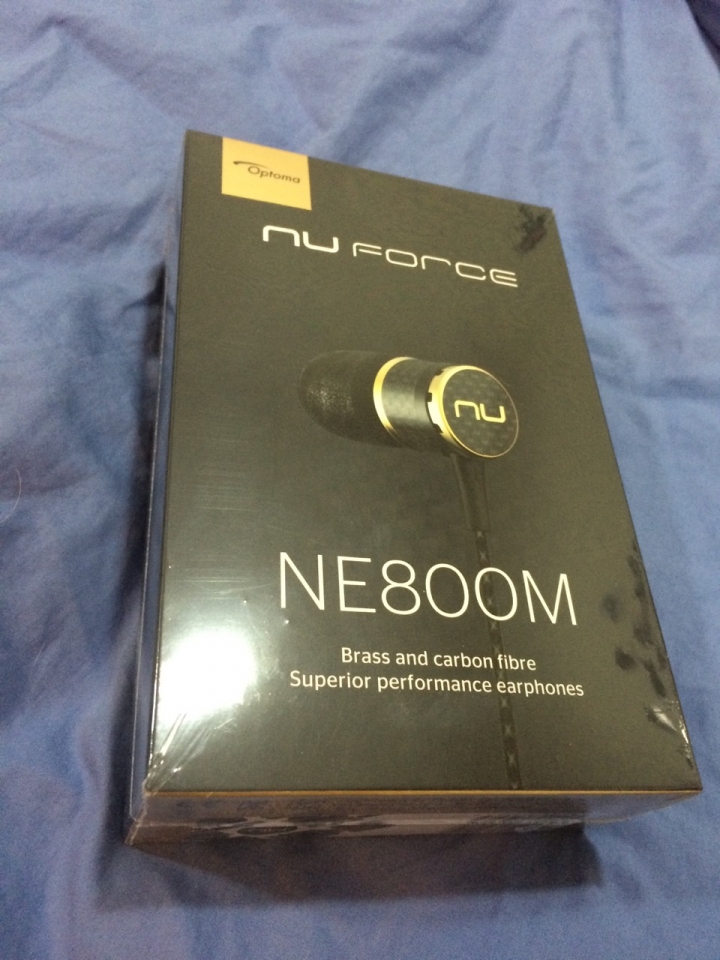 Optoma
nu force
nu
NE800M
Brass and carbon fibre
Superior performance earphones